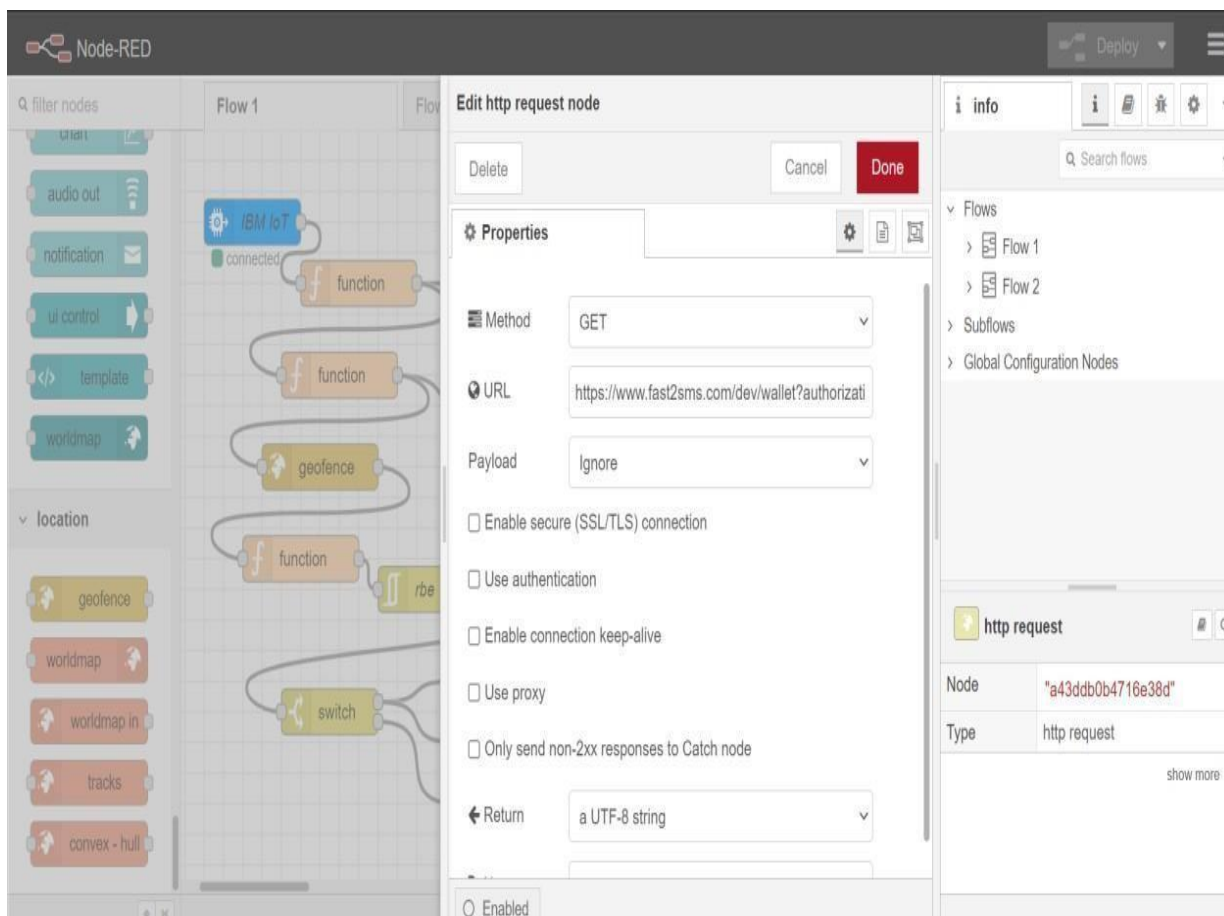 Node-RED
Deploy
filter nodes
chart
audio out
notification
ui control
template
worldmap
location
geofence
worldmap
worldmap in
tracks
convex - hull
Flow 1
Flow
IBM IoT
connected
function
function
geofence
function
rbe
switch
Edit http request node
Delete
Cancel
Done
Properties
Method
GET
URL
https://www.fast2sms.com/dev/wallet?authorizati
Payload
Ignore
Enable secure (SSL/TLS) connection
Use authentication
Enable connection keep-alive
Use proxy
Only send non-2xx responses to Catch node
Return
a UTF-8 string
Enabled
info
Search flows
Flows
Flow 1
Flow 2
Subflows
Global Configuration Nodes
http request
Node
"a43ddb0b4716e38d"
Type
http request
show more